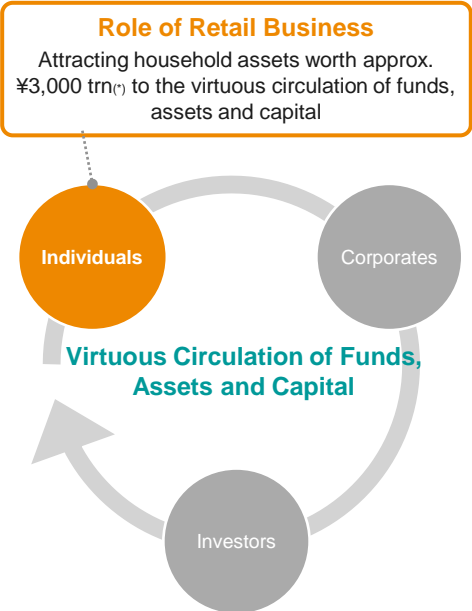 Role of Retail Business
Attracting household assets worth approx.
¥3,000 trn(*) to the virtuous circulation of funds,
assets and capital
Individuals
Corporates
Virtuous Circulation of Funds,
Assets and Capital
Investors